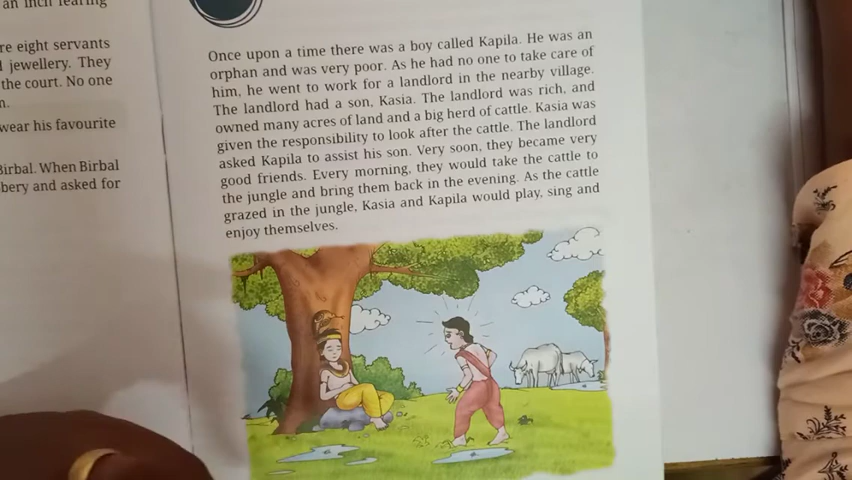 an inch
re eight servants
jewellery. They
the court. No one
wear his favourite
Birbal. When Birbal
bery and asked for
Once upon a time there was a boy called Kapila. He was an
orphan and was very poor. As he had no one to take care of
him, he went to work for a landlord in the nearby village.
The landlord had a son, Kasia. The landlord was rich, and
owned many acres of land and a big herd of cattle. Kasia was
given the responsibility to look after the cattle. The landlord
asked Kapila to assist his son. Very soon, they became very
good friends. Every morning, they would take the cattle to
the jungle and bring them back in the evening. As the cattle
grazed in the jungle, Kasia and Kapila would play, sing and
enjoy themselves.